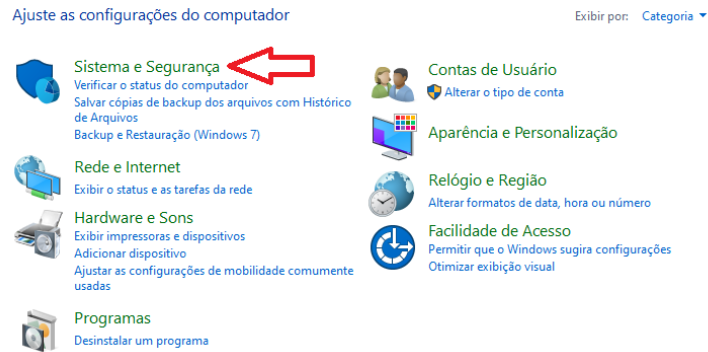 Ajuste as configurações do computador
Exibir por: Categoria
Sistema e Segurança
Verificar o status do computador
Salvar cópias de backup dos arquivos com Histórico
de Arquivos
Backup e Restauração (Windows 7)
Rede e Internet
Exibir o status e as tarefas da rede
Hardware e Sons
Exibir impressoras e dispositivos
Adicionar dispositivo
Ajustar as configurações de mobilidade comumente
usadas
Programas
Desinstalar um programa
Contas de Usuário
Alterar o tipo de conta
Aparência e Personalização
Relógio e Região
Alterar formatos de data, hora ou número
Facilidade de Acesso
Permitir que o Windows sugira configurações
Otimizar exibição visual